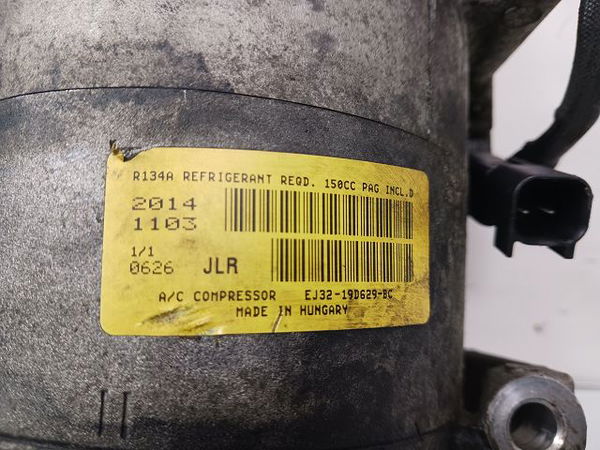 R134A REFRIGERANT REQD. 150CC PAG INCL.D
2014
1103
1/1
0626 JLR
A/C COMPRESSOR EJ32-19D629-BC
MADE IN HUNGARY